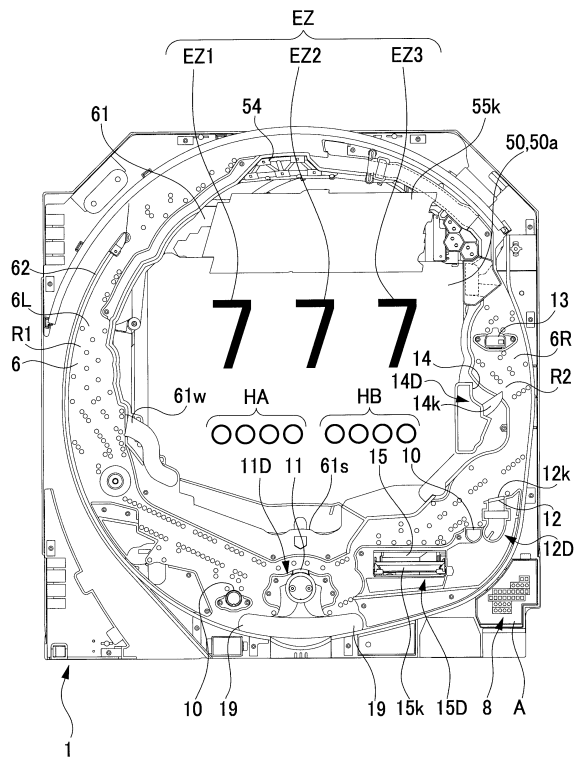 EZ
EZ1 EZ2 EZ3
61 54 55k
50,50a
62
6L
R1
6
13
6R
R2
14
14D
14k
7 7 7
61w HA HB
11D 11 61s 15 10
12k
12
12D
10 19 19 15k 15D 8 A
1